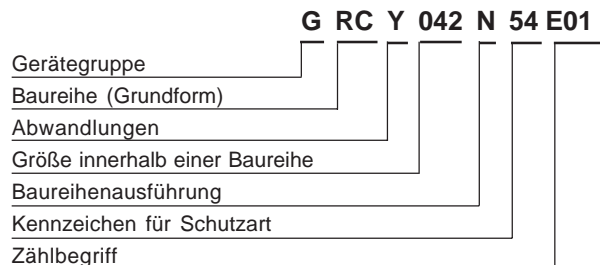 G RC Y 042 N 54 E01
Gerätegruppe
Baureihe (Grundform)
Abwandlungen
Größe innerhalb einer Baureihe
Baureihenausführung
Kennzeichen für Schutzart
Zählbegriff